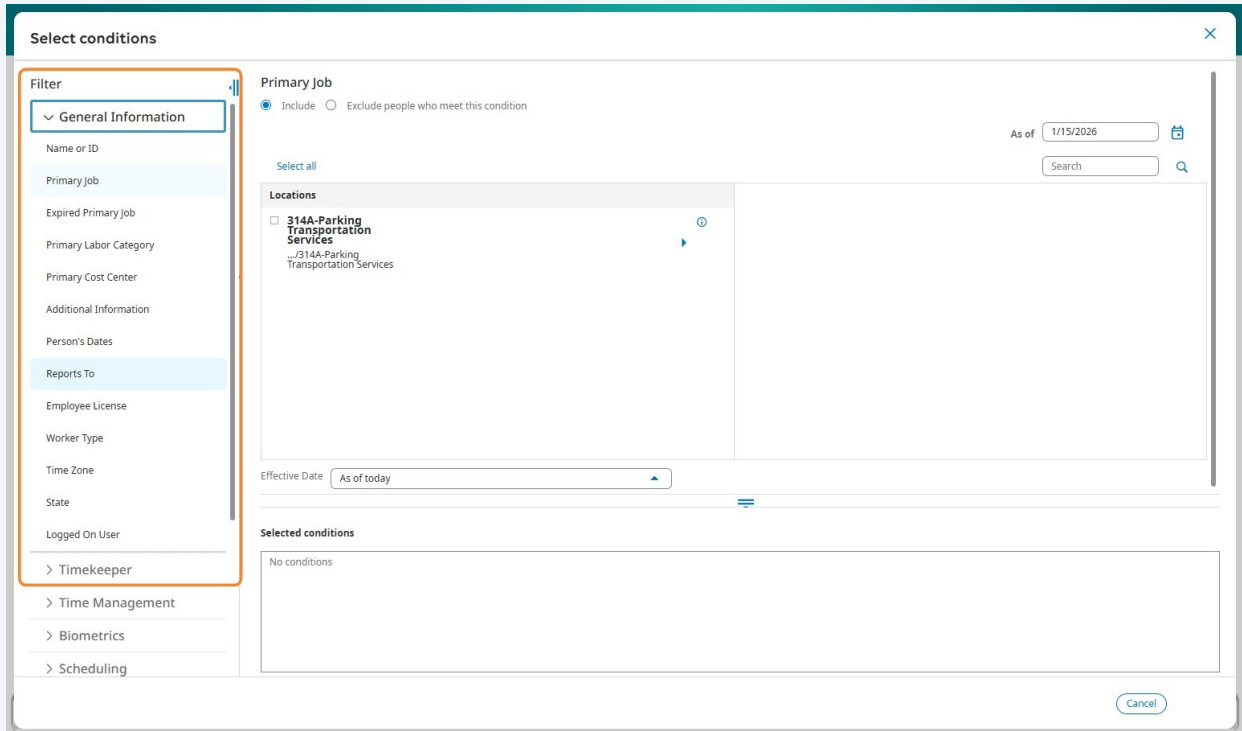 Select conditions
Filter
General Information
Name or ID
Primary Job
Expired Primary Job
Primary Labor Category
Primary Cost Center
Additional Information
Person's Dates
Reports To
Employee License
Worker Type
Time Zone
State
Logged On User
Timekeeper
Time Management
Biometrics
Scheduling
Primary Job
Include
Exclude people who meet this condition
As of
1/15/2026
Select all
Search
Locations
314A-Parking
Transportation
Services
.../314A-Parking
Transportation Services
Effective Date
As of today
Selected conditions
No conditions
Cancel